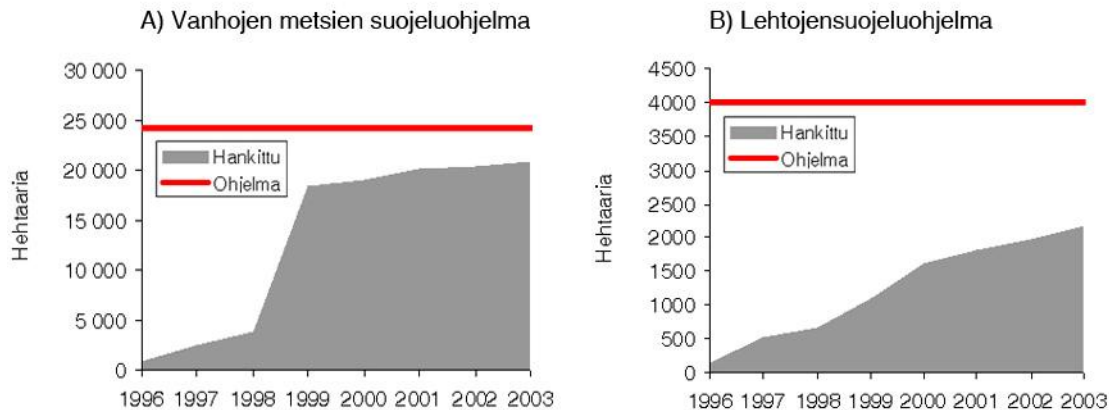 A) Vanhojen metsien suojeluohjelma
30 000
25 000
20 000
15 000
10 000
5 000
0
Hehtaaria
Hankittu
Ohjelma
1996 1997 1998 1999 2000 2001 2002 2003
B) Lehtojensuojeluohjelma
4500
4000
3500
3000
2500
2000
1500
1000
500
0
Hehtaaria
Hankittu
Ohjelma
1996 1997 1998 1999 2000 2001 2002 2003